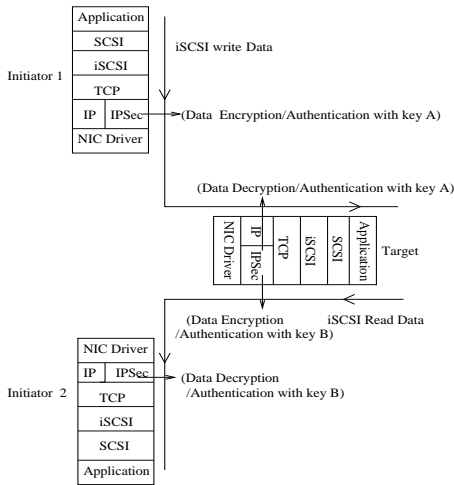 Application
SCSI
iSCSI
TCP
IP IPSec
NIC Driver
Initiator 1
iSCSI write Data
(Data Encryption/Authentication with key A)
(Data Decryption/Authentication with key A)
NIC Driver
IP
IPSec
TCP
iSCSI
SCSI
Application
Target
(Data Encryption
/Authentication with key B)
iSCSI Read Data
NIC Driver
IP IPSec
TCP
iSCSI
SCSI
Application
Initiator 2
(Data Decryption
/Authentication with key B)